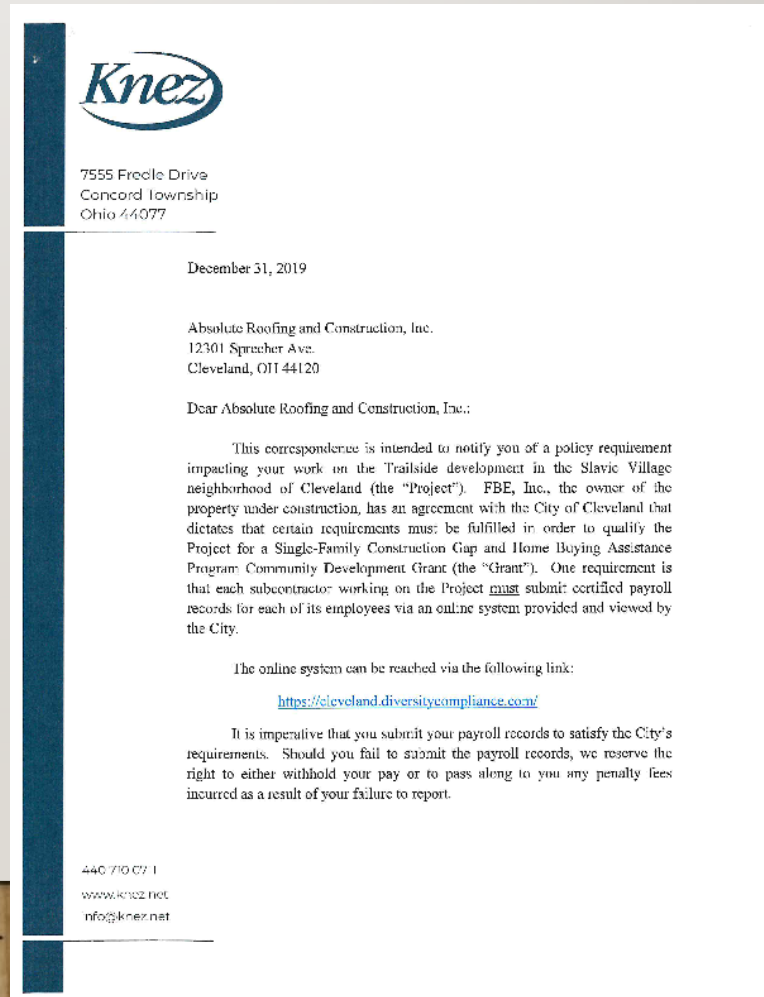 Knez
7555 Fredle Drive
Concord Township
Ohio 44077
December 31, 2019
Absolute Roofing and Construction, Inc.
12301 Sprecher Ave.
Cleveland, OH 44120
Dear Absolute Roofing and Construction, Inc.:
This correspondence is intended to notify you of a policy requirement
impacting your work on the Trailside development in the Slavic Village
neighborhood of Cleveland (the “Project”). FBE, Inc., the owner of the
property under construction, has an agreement with the City of Cleveland that
dictates that certain requirements must be fulfilled in order to qualify the
Project for a Single-Family Construction Gap and Home Buying Assistance
Program Community Development Grant (the “Grant”). One requirement is
that each subcontractor working on the Project must submit certified payroll
records for each of its employees via an online system provided and viewed by
the City.
The online system can be reached via the following link:
https://cleveland.diversitycompliance.com/
It is imperative that you submit your payroll records to satisfy the City’s
requirements. Should you fail to submit the payroll records, we reserve the
right to either withhold your pay or to pass along to you any penalty fees
incurred as a result of your failure to report.
440 710
www.knez.net
info@knez.net